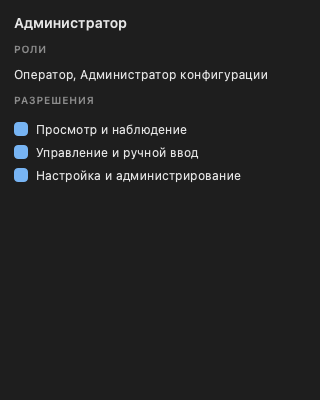 Администратор
РОЛИ
Оператор, Администратор конфигурации
РАЗРЕШЕНИЯ
Просмотр и наблюдение
Управление и ручной ввод
Настройка и администрирование